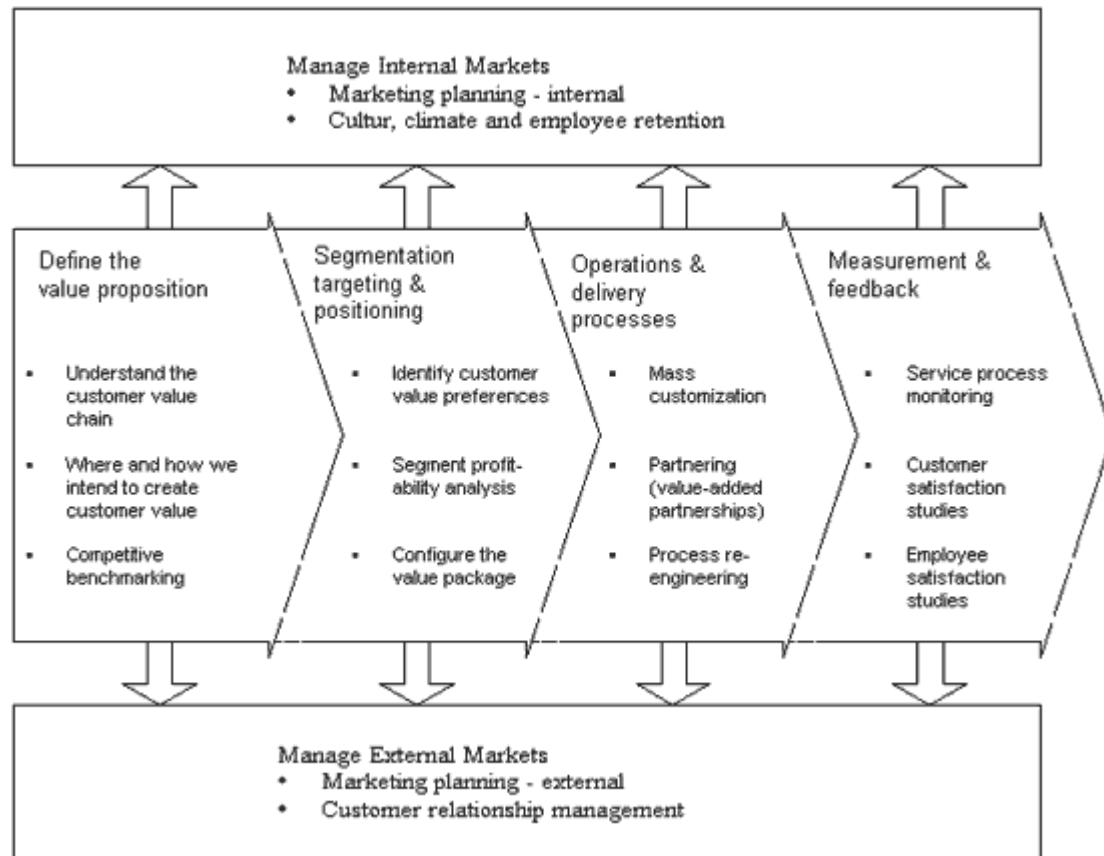 Manage Internal Markets
• Marketing planning - internal
• Cultur, climate and employee retention
Define the
value proposition
▪ Understand the
customer value
chain
▪ Where and how we
intend to create
customer value
▪ Competitive
benchmarking
Segmentation
targeting &
positioning
▪ Identify customer
value preferences
▪ Segment profit-
ability analysis
▪ Configure the
value package
Operations &
delivery
processes
▪ Mass
customization
▪ Partnering
(value-added
partnerships)
▪ Process re-
engineering
Measurement &
feedback
▪ Service process
monitoring
▪ Customer
satisfaction
studies
▪ Employee
satisfaction
studies
Manage External Markets
• Marketing planning - external
• Customer relationship management